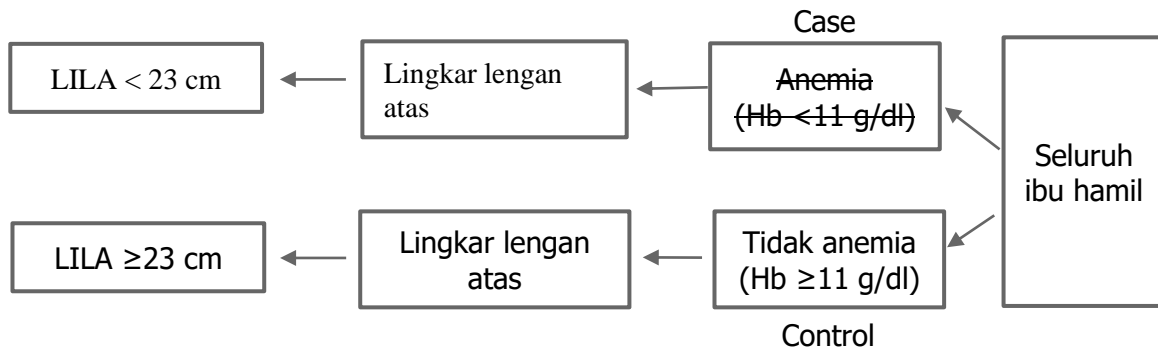 Case
LILA < 23 cm
Lingkar lengan
atas
Anemia
(Hb <11 g/dl)
Seluruh
ibu hamil
LILA ≥23 cm
Lingkar lengan
atas
Tidak anemia
(Hb ≥11 g/dl)
Control